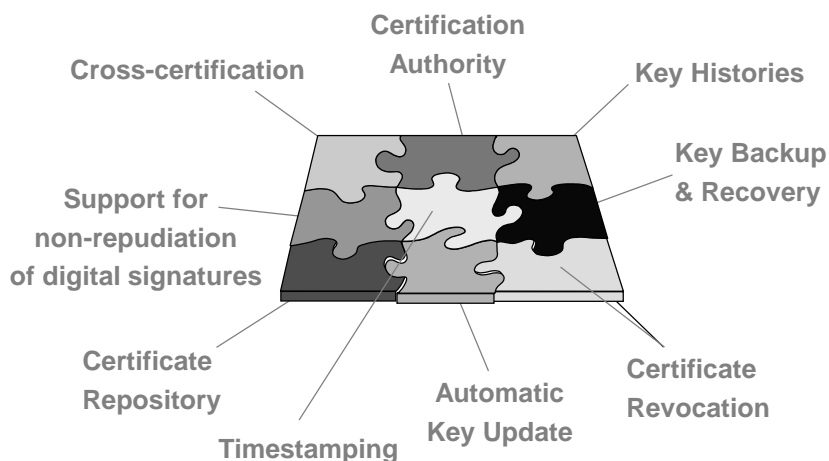 Certification
Authority
Cross-certification
Key Histories
Key Backup
& Recovery
Support for
non-repudiation
of digital signatures
Certificate
Repository
Timestamping
Automatic
Key Update
Certificate
Revocation